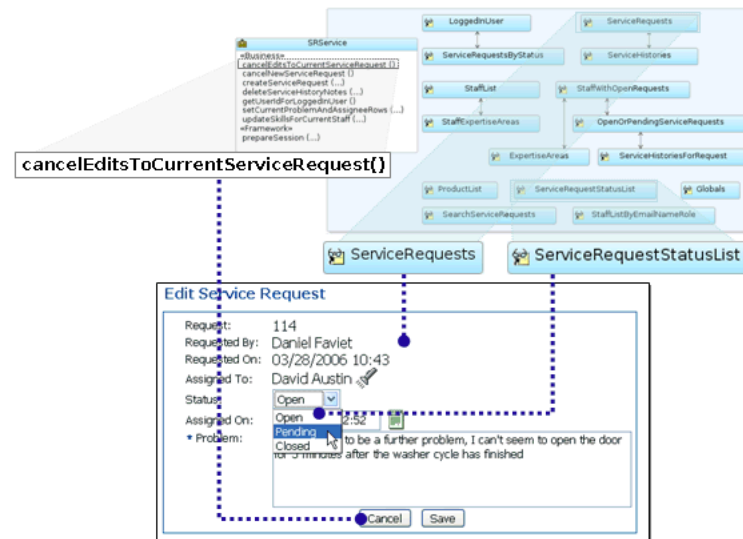 LoggedInUser
ServiceRequests
SRService
«Business»
cancelEditsToCurrentServiceRequest ()
cancelNewServiceRequest ()
createServiceRequest (...)
deleteServiceHistoryNotes (...)
getUserIdForLoggedInUser ()
setCurrentProblemAndAssigneeRows (...)
updateSkillsForCurrentStaff (...)
«Framework»
prepareSession (...)
ServiceRequestsByStatus
ServiceHistories
StaffList
StaffWithOpenRequests
StaffExpertiseAreas
OpenOrPendingServiceRequests
ExpertiseAreas
ServiceHistoriesForRequest
ProductList
ServiceRequestStatusList
Globals
SearchServiceRequests
StaffListByEmailNameRole
cancelEditsToCurrentServiceRequest()
ServiceRequests
ServiceRequestStatusList
Edit Service Request
Request: 114
Requested By: Daniel Faviet
Requested On: 03/28/2006 10:43
Assigned To: David Austin
Status: Open
Open
Pending
Closed
Assigned On: 2:52
* Problem: to be a further problem, I can't seem to open the door
for 5 minutes after the washer cycle has finished
Cancel Save